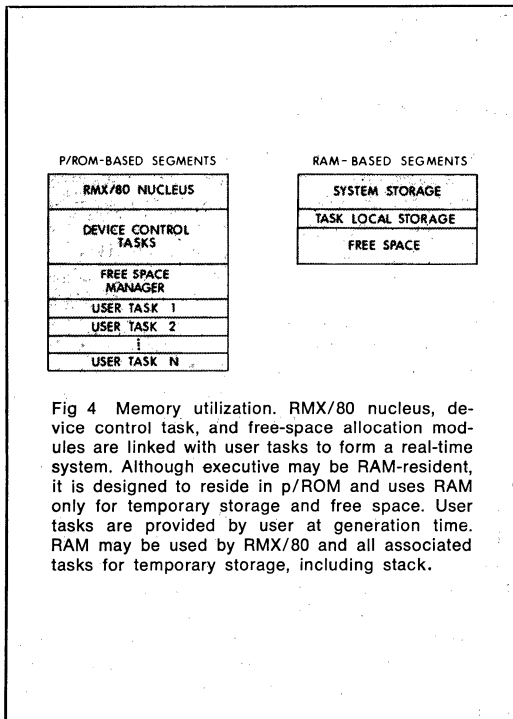 P/ROM-BASED SEGMENTS
RMX/80 NUCLEUS
DEVICE CONTROL
TASKS
FREE SPACE
MANAGER
USER TASK 1
USER TASK 2
⋮
USER TASK N
RAM-BASED SEGMENTS
SYSTEM STORAGE
TASK LOCAL STORAGE
FREE SPACE
Fig 4 Memory utilization. RMX/80 nucleus, de-
vice control task, and free-space allocation mod-
ules are linked with user tasks to form a real-time
system. Although executive may be RAM-resident,
it is designed to reside in p/ROM and uses RAM
only for temporary storage and free space. User
tasks are provided by user at generation time.
RAM may be used by RMX/80 and all associated
tasks for temporary storage, including stack.